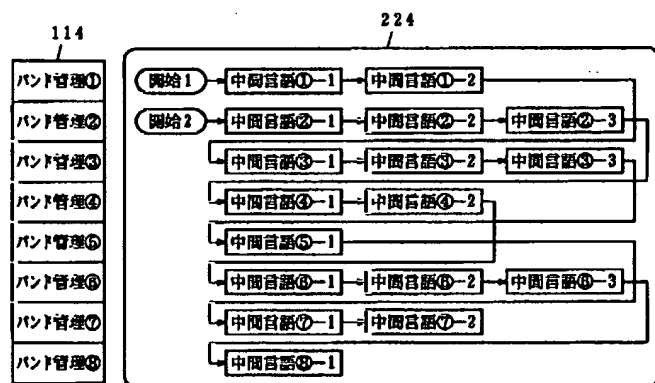 114
224
バンド管理①
開始1
中間言語①-1
中間言語①-2
バンド管理②
開始2
中間言語②-1
中間言語②-2
中間言語②-3
バンド管理③
中間言語③-1
中間言語③-2
中間言語③-3
バンド管理④
中間言語④-1
中間言語④-2
バンド管理⑤
中間言語⑤-1
バンド管理⑥
中間言語⑥-1
中間言語⑥-2
中間言語⑥-3
バンド管理⑦
中間言語⑦-1
中間言語⑦-2
バンド管理⑧
中間言語⑧-1